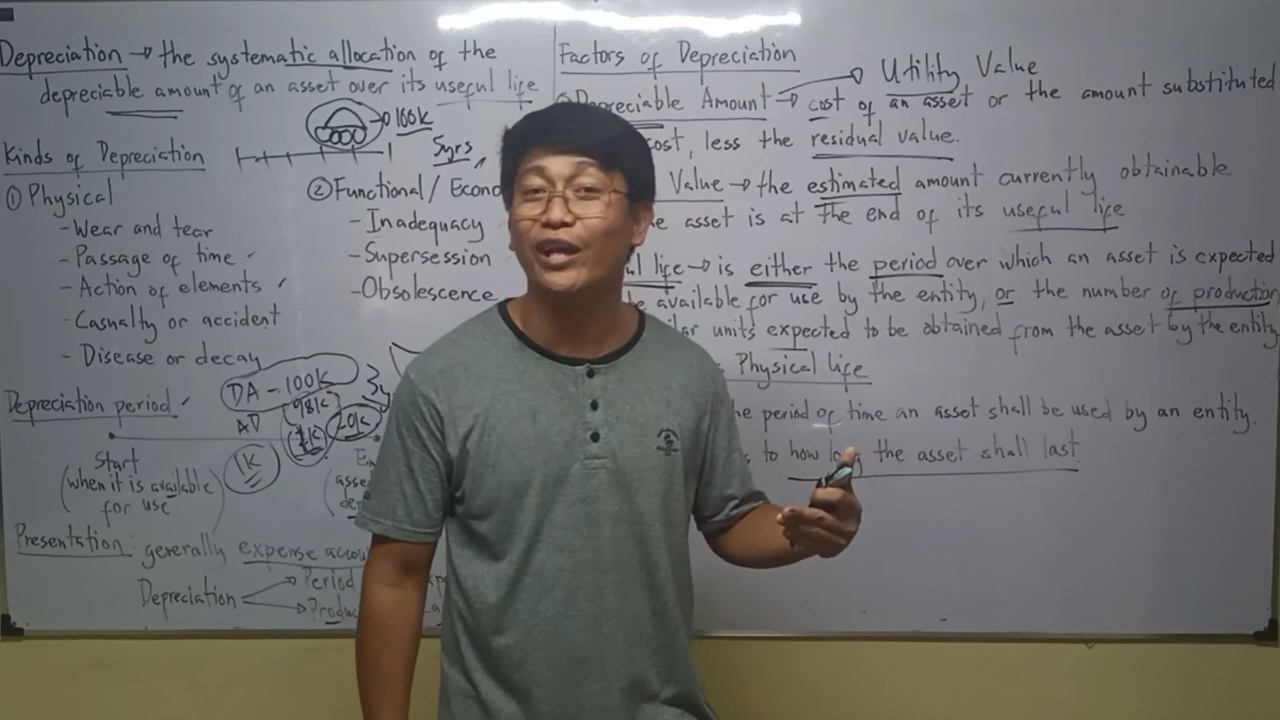 Depreciation → the systematic allocation of the
depreciable amount of an asset over its useful life
100k
5yrs
Kinds of Depreciation
① Physical
- Wear and tear
- Passage of time
- Action of elements
- Casualty or accident
- Disease or decay
② Functional / Econo
- Inadequacy
- Supersession
- Obsolescence
DA - 100k
98k
AD
20k
1k
Depreciation period
Start
(when it is available
for use)
asse
Presentation: generally expense accou
Depreciation
Period
Produc
Factors of Depreciation
Utility Value
Depreciable Amount → cost of an asset or the amount substituted
cost, less the residual value.
Value → the estimated amount currently obtainable
e asset is at the end of its useful life
l life → is either the period over which an asset is expected
e available for use by the entity, or the number of production
lar units expected to be obtained from the asset by the entity
Physical life
he period of time an asset shall be used by an entity.
s to how long the asset shall last.